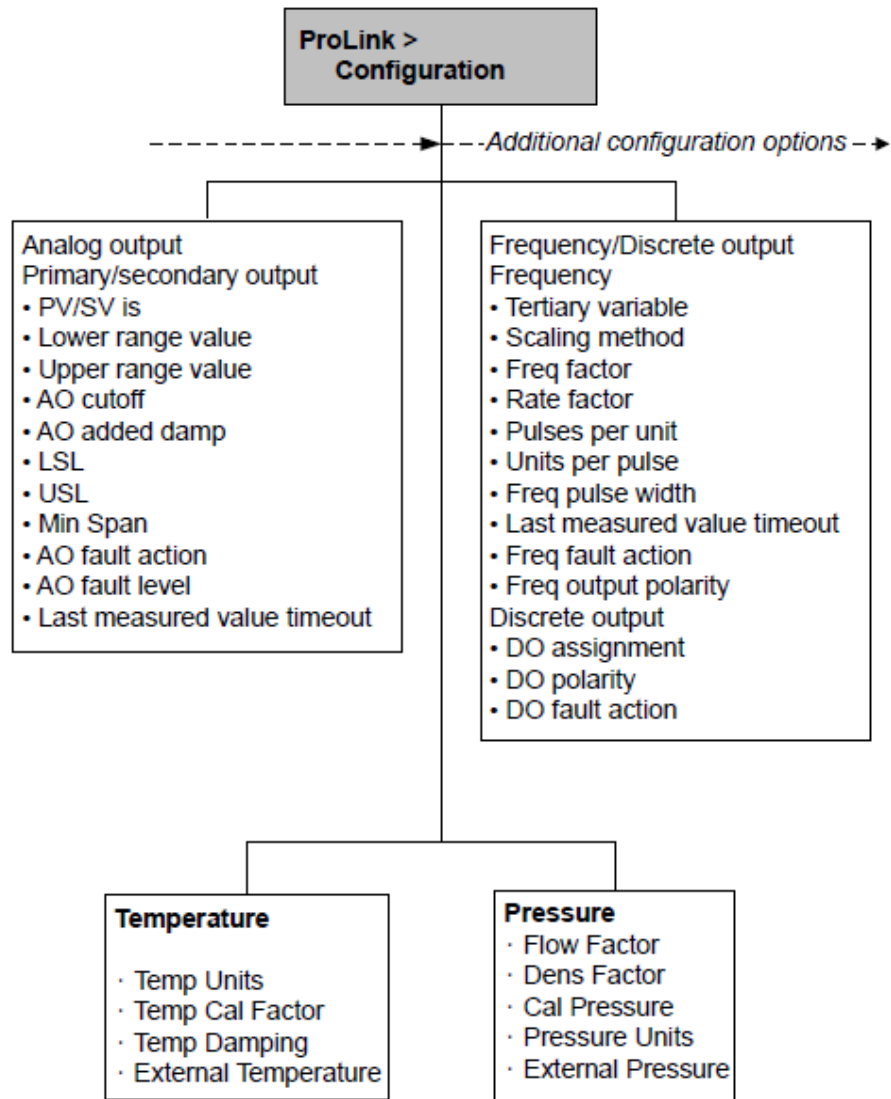 ProLink >
Configuration
Additional configuration options
Analog output
Primary/secondary output
• PV/SV is
• Lower range value
• Upper range value
• AO cutoff
• AO added damp
• LSL
• USL
• Min Span
• AO fault action
• AO fault level
• Last measured value timeout
Frequency/Discrete output
Frequency
• Tertiary variable
• Scaling method
• Freq factor
• Rate factor
• Pulses per unit
• Units per pulse
• Freq pulse width
• Last measured value timeout
• Freq fault action
• Freq output polarity
Discrete output
• DO assignment
• DO polarity
• DO fault action
Temperature
· Temp Units
· Temp Cal Factor
· Temp Damping
· External Temperature
Pressure
· Flow Factor
· Dens Factor
· Cal Pressure
· Pressure Units
· External Pressure